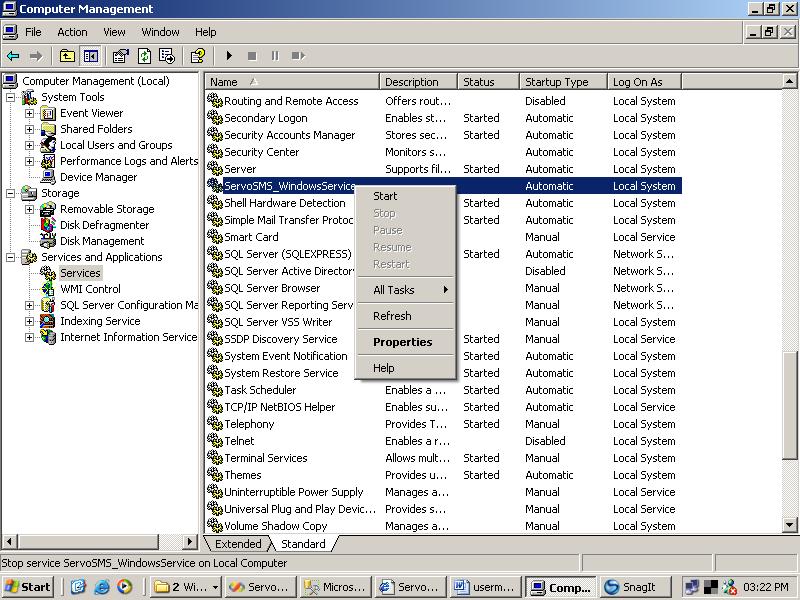 Computer Management
File Action View Window Help
Computer Management (Local)
System Tools
Event Viewer
Shared Folders
Local Users and Groups
Performance Logs and Alerts
Device Manager
Storage
Removable Storage
Disk Defragmenter
Disk Management
Services and Applications
Services
WMI Control
SQL Server Configuration Ma
Indexing Service
Internet Information Service
Name Description Status Startup Type Log On As
Routing and Remote Access Offers rout... Disabled Local System
Secondary Logon Enables st... Started Automatic Local System
Security Accounts Manager Stores sec... Started Automatic Local System
Security Center Monitors s... Automatic Local System
Server Supports fil... Started Automatic Local System
ServoSMS_WindowsService Automatic Local System
Shell Hardware Detection Started Automatic Local System
Simple Mail Transfer Protoc Started Automatic Local System
Smart Card Manual Local Service
SQL Server (SQLEXPRESS) Started Automatic Network S...
SQL Server Active Director Disabled Network S...
SQL Server Browser Manual Network S...
SQL Server Reporting Serv Manual Network S...
SQL Server VSS Writer Manual Local System
SSDP Discovery Service Started Manual Local Service
System Event Notification Started Automatic Local System
System Restore Service Started Automatic Local System
Task Scheduler Enables a ... Started Automatic Local System
TCP/IP NetBIOS Helper Enables su... Started Automatic Local Service
Telephony Provides T... Started Manual Local System
Telnet Enables a r... Disabled Local System
Terminal Services Allows mult... Started Manual Local System
Themes Provides u... Started Automatic Local System
Uninterruptible Power Supply Manages a... Manual Local Service
Universal Plug and Play Devic... Provides s... Manual Local Service
Volume Shadow Copy Manages a... Manual Local System
Start
Stop
Pause
Resume
Restart
All Tasks
Refresh
Properties
Help
Extended Standard
Stop service ServoSMS_WindowsService on Local Computer
Start 2 Wi... Servo... Micros... Servo... userm... Comp... SnagIt 03:22 PM